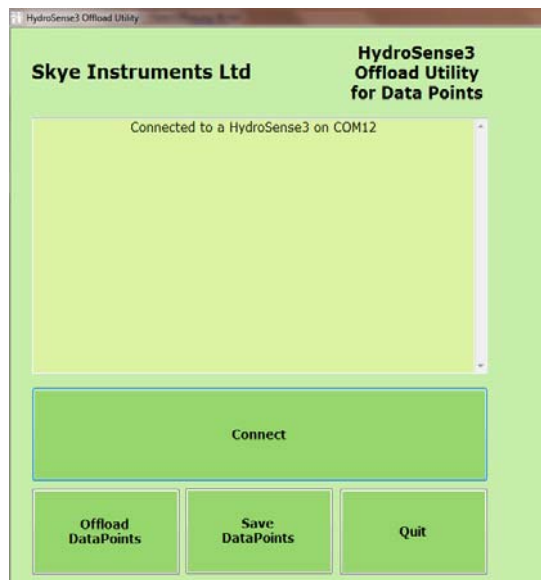 HydroSense3 Offload Utility
Skye Instruments Ltd
HydroSense3
Offload Utility
for Data Points
Connected to a HydroSense3 on COM12
Connect
Offload
DataPoints
Save
DataPoints
Quit